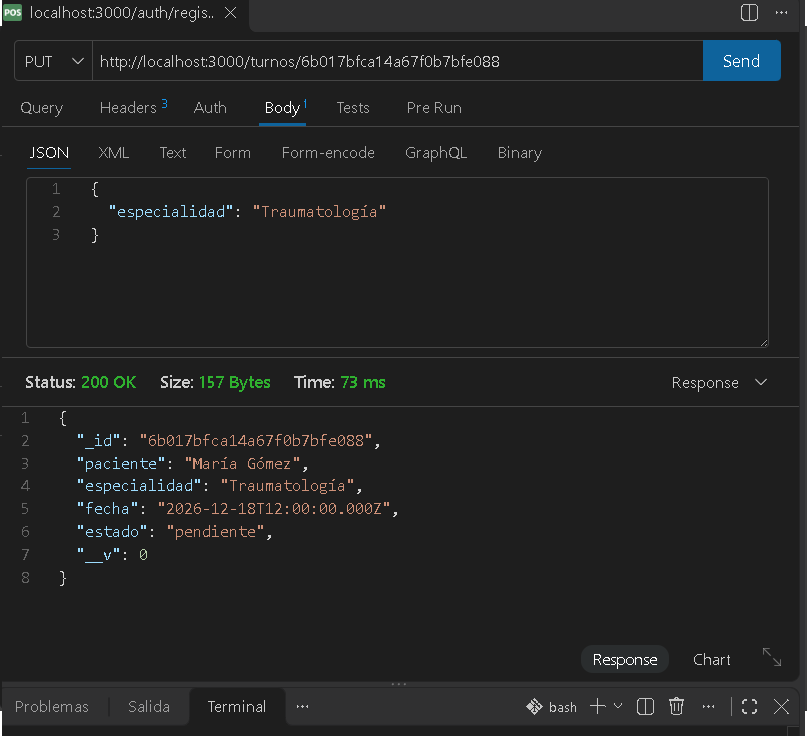 POS localhost:3000/auth/regis..
PUT http://localhost:3000/turnos/6b017bfca14a67f0b7bfe088 Send
Query Headers 3 Auth Body 1 Tests Pre Run
JSON XML Text Form Form-encode GraphQL Binary
1 {
2 "especialidad": "Traumatología"
3 }
Status: 200 OK Size: 157 Bytes Time: 73 ms Response
1 {
2 "_id": "6b017bfca14a67f0b7bfe088",
3 "paciente": "María Gómez",
4 "especialidad": "Traumatología",
5 "fecha": "2026-12-18T12:00:00.000Z",
6 "estado": "pendiente",
7 "__v": 0
8 }
Response Chart
Problemas Salida Terminal ··· bash